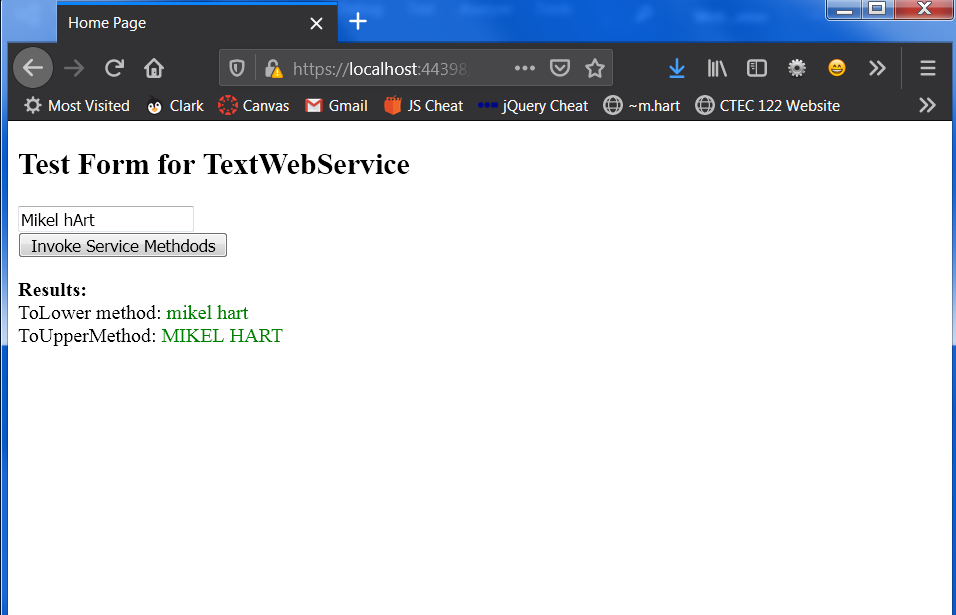 Home Page
https://localhost:44398
Most Visited Clark Canvas Gmail JS Cheat jQuery Cheat ~m.hart CTEC 122 Website
Test Form for TextWebService
Mikel hArt
Invoke Service Methdods
Results:
ToLower method: mikel hart
ToUpperMethod: MIKEL HART